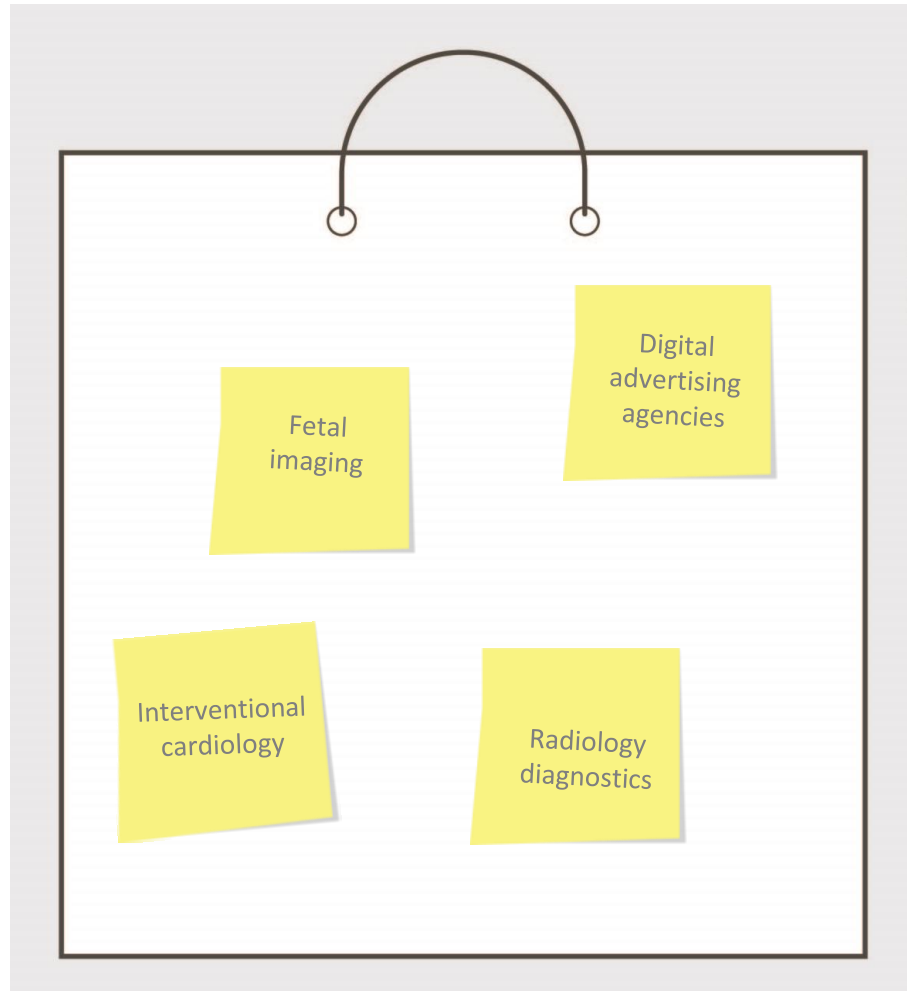 Digital
advertising
agencies
Fetal
imaging
Interventional
cardiology
Radiology
diagnostics